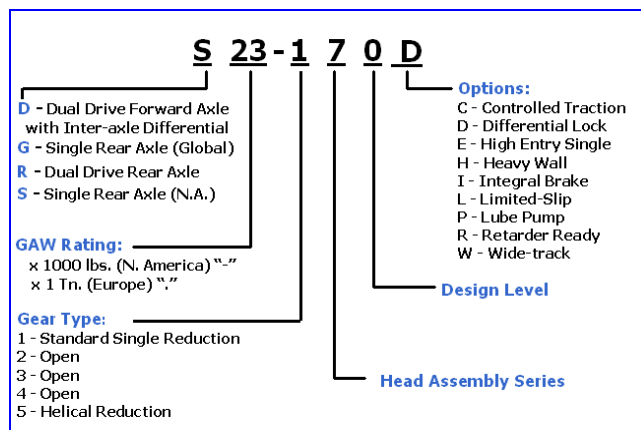 S 23-1 7 0 D
D - Dual Drive Forward Axle
with Inter-axle Differential
G - Single Rear Axle (Global)
R - Dual Drive Rear Axle
S - Single Rear Axle (N.A.)
GAW Rating:
x 1000 lbs. (N. America) "-"
x 1 Tn. (Europe) "."
Gear Type:
1 - Standard Single Reduction
2 - Open
3 - Open
4 - Open
5 - Helical Reduction
Options:
C - Controlled Traction
D - Differential Lock
E - High Entry Single
H - Heavy Wall
I - Integral Brake
L - Limited-Slip
P - Lube Pump
R - Retarder Ready
W - Wide-track
Design Level
Head Assembly Series